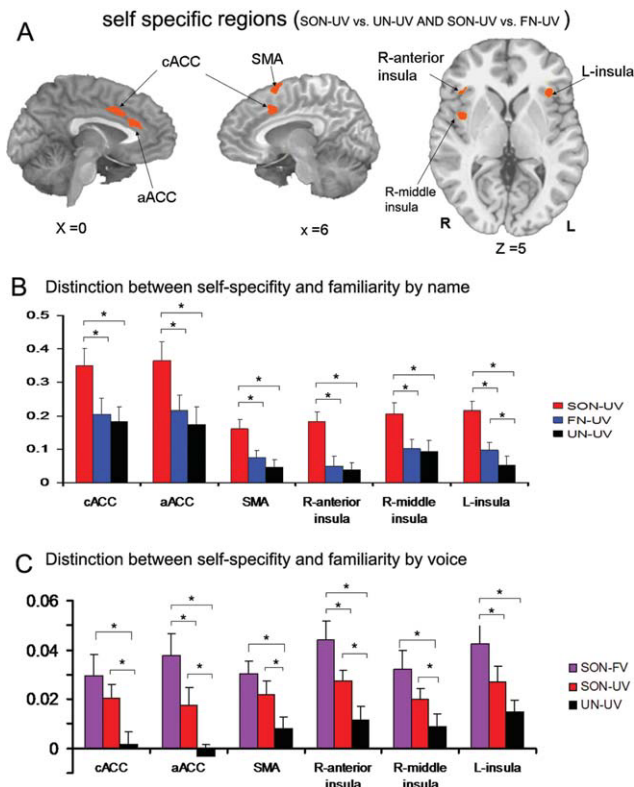 self specific regions (SON-UV vs. UN-UV AND SON-UV vs. FN-UV )
A
cACC
SMA
R-anterior
insula
L-insula
aACC
R-middle
insula
R
L
X =0
x =6
Z =5
B Distinction between self-specifity and familiarity by name
0.5
0.4
0.3
0.2
0.1
0
* * * * * * * * * * * * *
SON-UV
FN-UV
UN-UV
cACC aACC SMA R-anterior insula R-middle insula L-insula
C Distinction between self-specifity and familiarity by voice
0.06
0.04
0.02
0
* * * * * * * * * * * * * *
SON-FV
SON-UV
UN-UV
cACC aACC SMA R-anterior insula R-middle insula L-insula